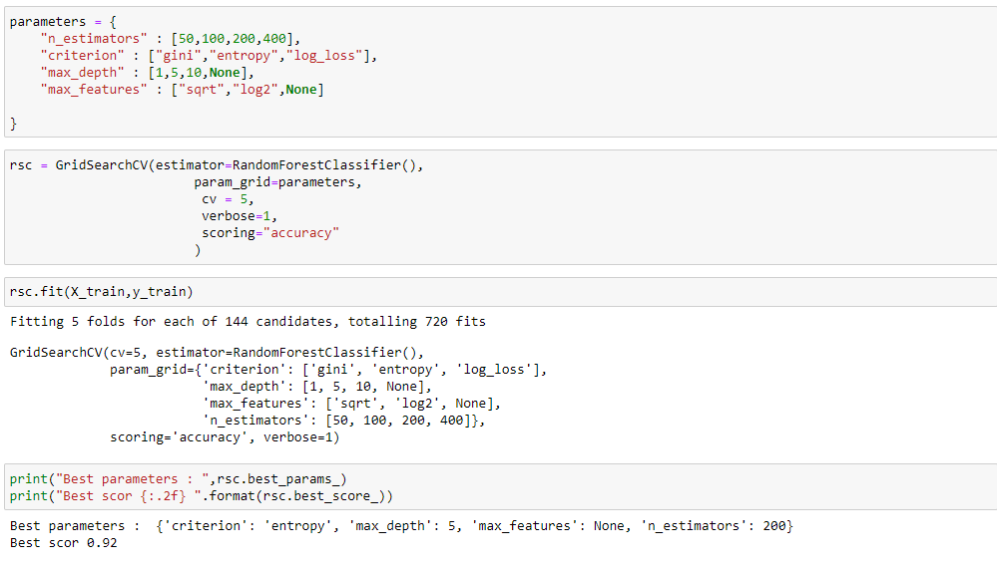 parameters = {
    "n_estimators" : [50,100,200,400],
    "criterion" : ["gini","entropy","log_loss"],
    "max_depth" : [1,5,10,None],
    "max_features" : ["sqrt","log2",None]
}
rsc = GridSearchCV(estimator=RandomForestClassifier(),
                        param_grid=parameters,
                         cv = 5,
                         verbose=1,
                         scoring="accuracy"
                        )
rsc.fit(X_train,y_train)
Fitting 5 folds for each of 144 candidates, totalling 720 fits
GridSearchCV(cv=5, estimator=RandomForestClassifier(),
             param_grid={'criterion': ['gini', 'entropy', 'log_loss'],
                         'max_depth': [1, 5, 10, None],
                         'max_features': ['sqrt', 'log2', None],
                         'n_estimators': [50, 100, 200, 400]},
             scoring='accuracy', verbose=1)
print("Best parameters : ",rsc.best_params_)
print("Best scor {:.2f} ".format(rsc.best_score_))
Best parameters :  {'criterion': 'entropy', 'max_depth': 5, 'max_features': None, 'n_estimators': 200}
Best scor 0.92